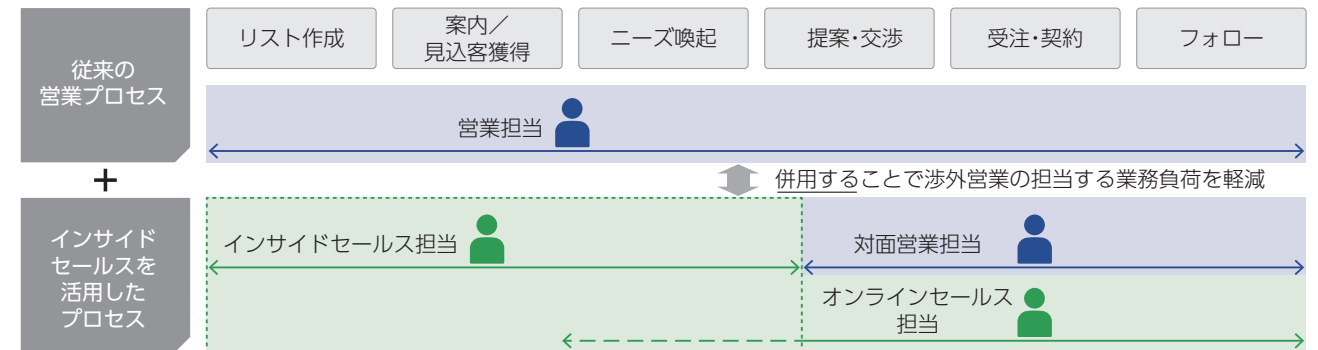 従来の
営業プロセス
リスト作成
案内／
見込客獲得
ニーズ喚起
提案・交渉
受注・契約
フォロー
営業担当
+
併用することで渉外営業の担当する業務負荷を軽減
インサイド
セールスを
活用した
プロセス
インサイドセールス担当
対面営業担当
オンラインセールス
担当